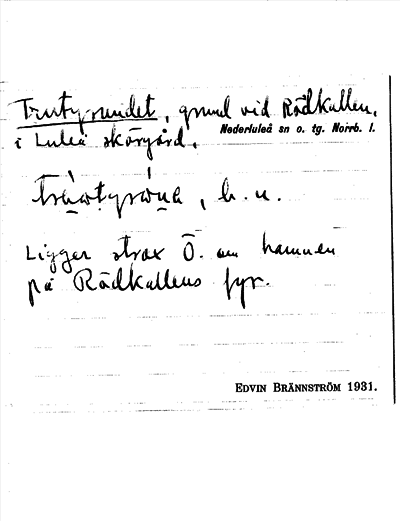 Trutgrundet, grund vid Rödkallen,
i Luleå skärgård. Nederluleå sn o. tg. Norrb. l.
b. n.
Ligger strax Ö. om hamnen
på Rödkallens fyr.
EDVIN BRÄNNSTRÖM 1931.